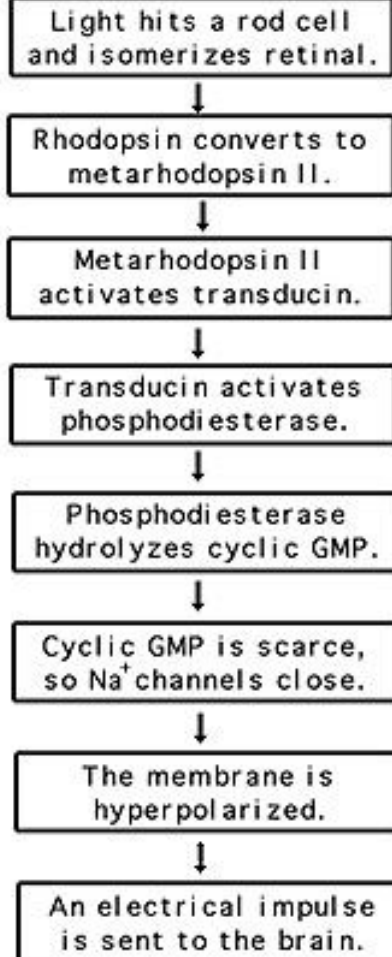 Light hits a rod cell
and isomerizes retinal.
Rhodopsin converts to
metarhodopsin II.
Metarhodopsin II
activates transducin.
Transducin activates
phosphodiesterase.
Phosphodiesterase
hydrolyzes cyclic GMP.
Cyclic GMP is scarce,
so Na⁺ channels close.
The membrane is
hyperpolarized.
An electrical impulse
is sent to the brain.